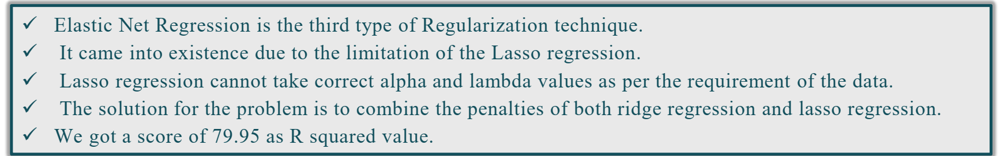 ✓ Elastic Net Regression is the third type of Regularization technique.
✓ It came into existence due to the limitation of the Lasso regression.
✓ Lasso regression cannot take correct alpha and lambda values as per the requirement of the data.
✓ The solution for the problem is to combine the penalties of both ridge regression and lasso regression.
✓ We got a score of 79.95 as R squared value.